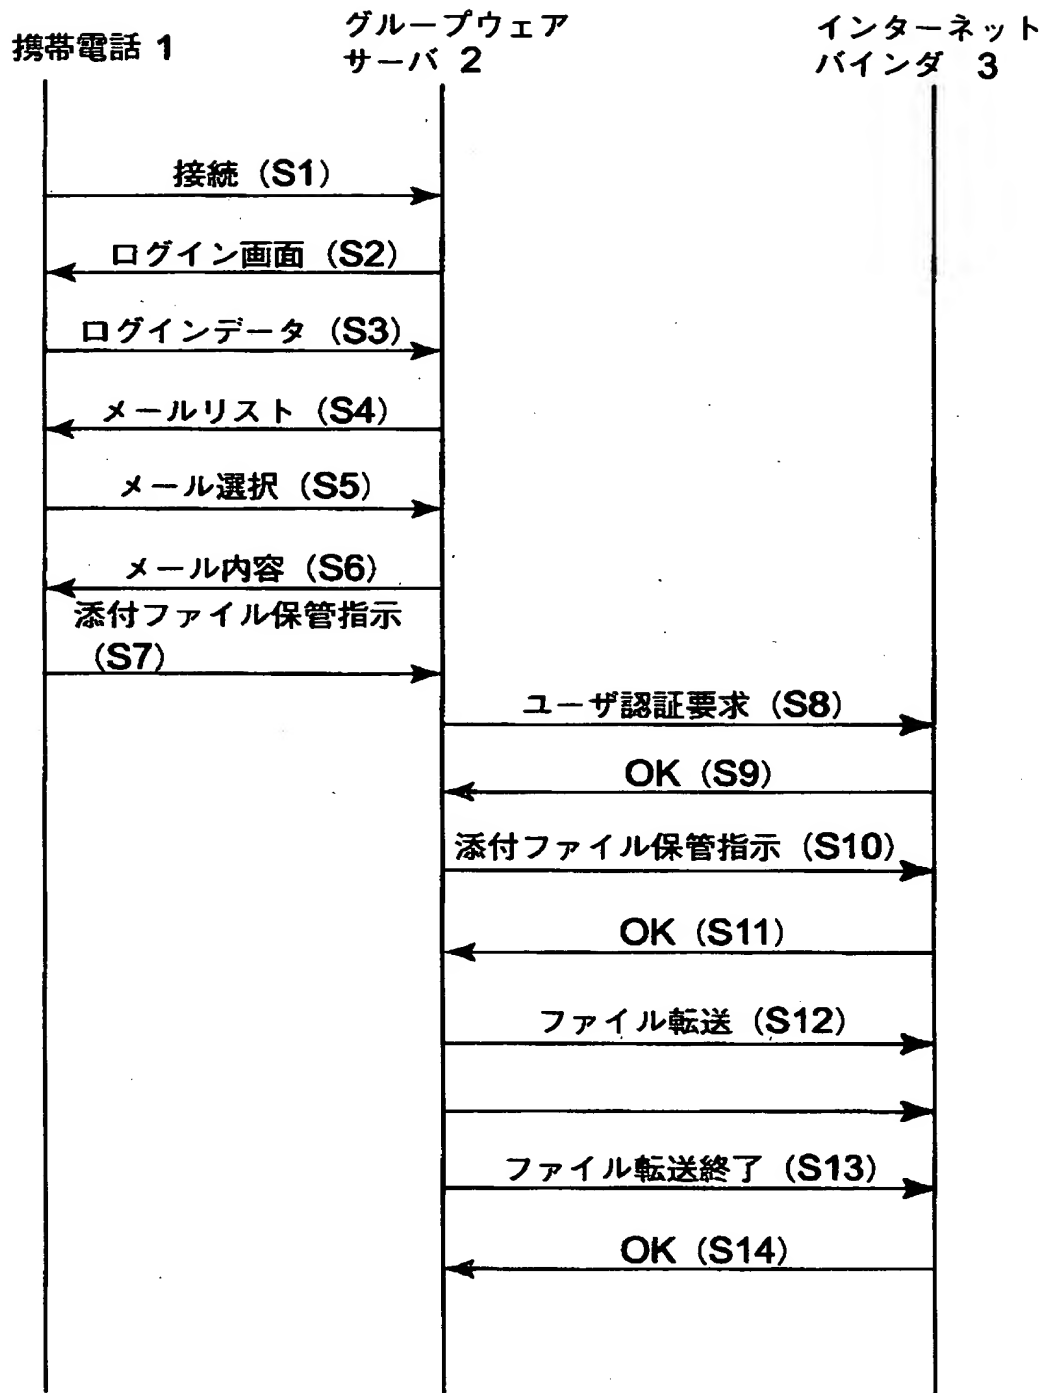 携帯電話 1
グループウェア
サーバ 2
インターネット
バインダ 3
接続 (S1)
ログイン画面 (S2)
ログインデータ (S3)
メールリスト (S4)
メール選択 (S5)
メール内容 (S6)
添付ファイル保管指示
(S7)
ユーザ認証要求 (S8)
OK (S9)
添付ファイル保管指示 (S10)
OK (S11)
ファイル転送 (S12)
ファイル転送終了 (S13)
OK (S14)